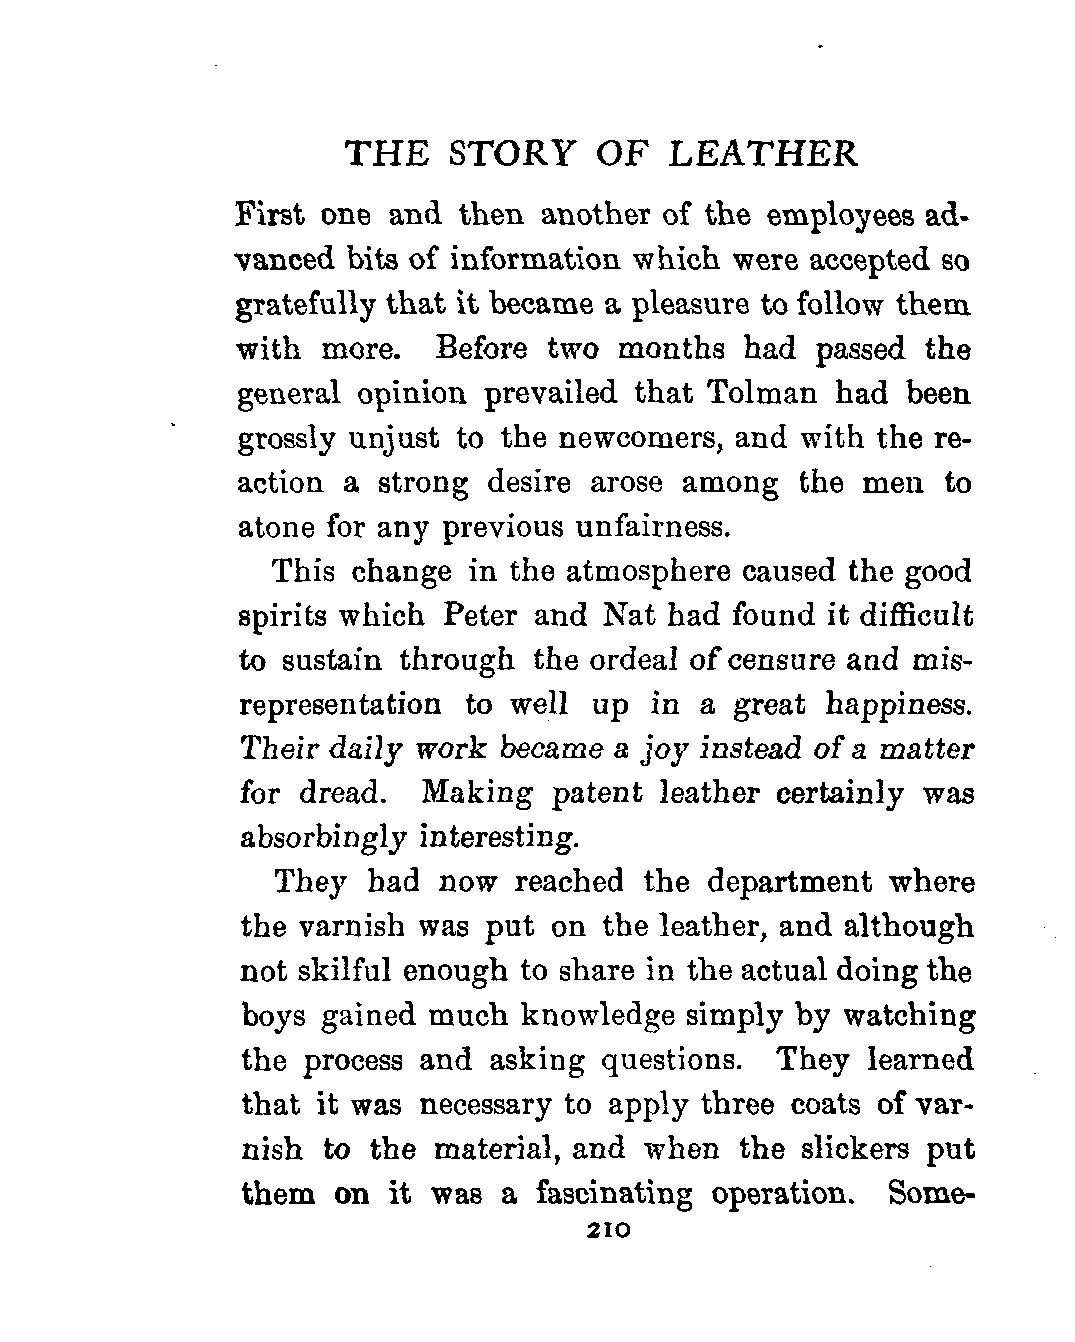 THE STORY OF LEATHER
First one and then another of the employees ad-
vanced bits of information which were accepted so
gratefully that it became a pleasure to follow them
with more. Before two months had passed the
general opinion prevailed that Tolman had been
grossly unjust to the newcomers, and with the re-
action a strong desire arose among the men to
atone for any previous unfairness.
This change in the atmosphere caused the good
spirits which Peter and Nat had found it difficult
to sustain through the ordeal of censure and mis-
representation to well up in a great happiness.
Their daily work became a joy instead of a matter
for dread. Making patent leather certainly was
absorbingly interesting.
They had now reached the department where
the varnish was put on the leather, and although
not skilful enough to share in the actual doing the
boys gained much knowledge simply by watching
the process and asking questions. They learned
that it was necessary to apply three coats of var-
nish to the material, and when the slickers put
them on it was a fascinating operation. Some-
210